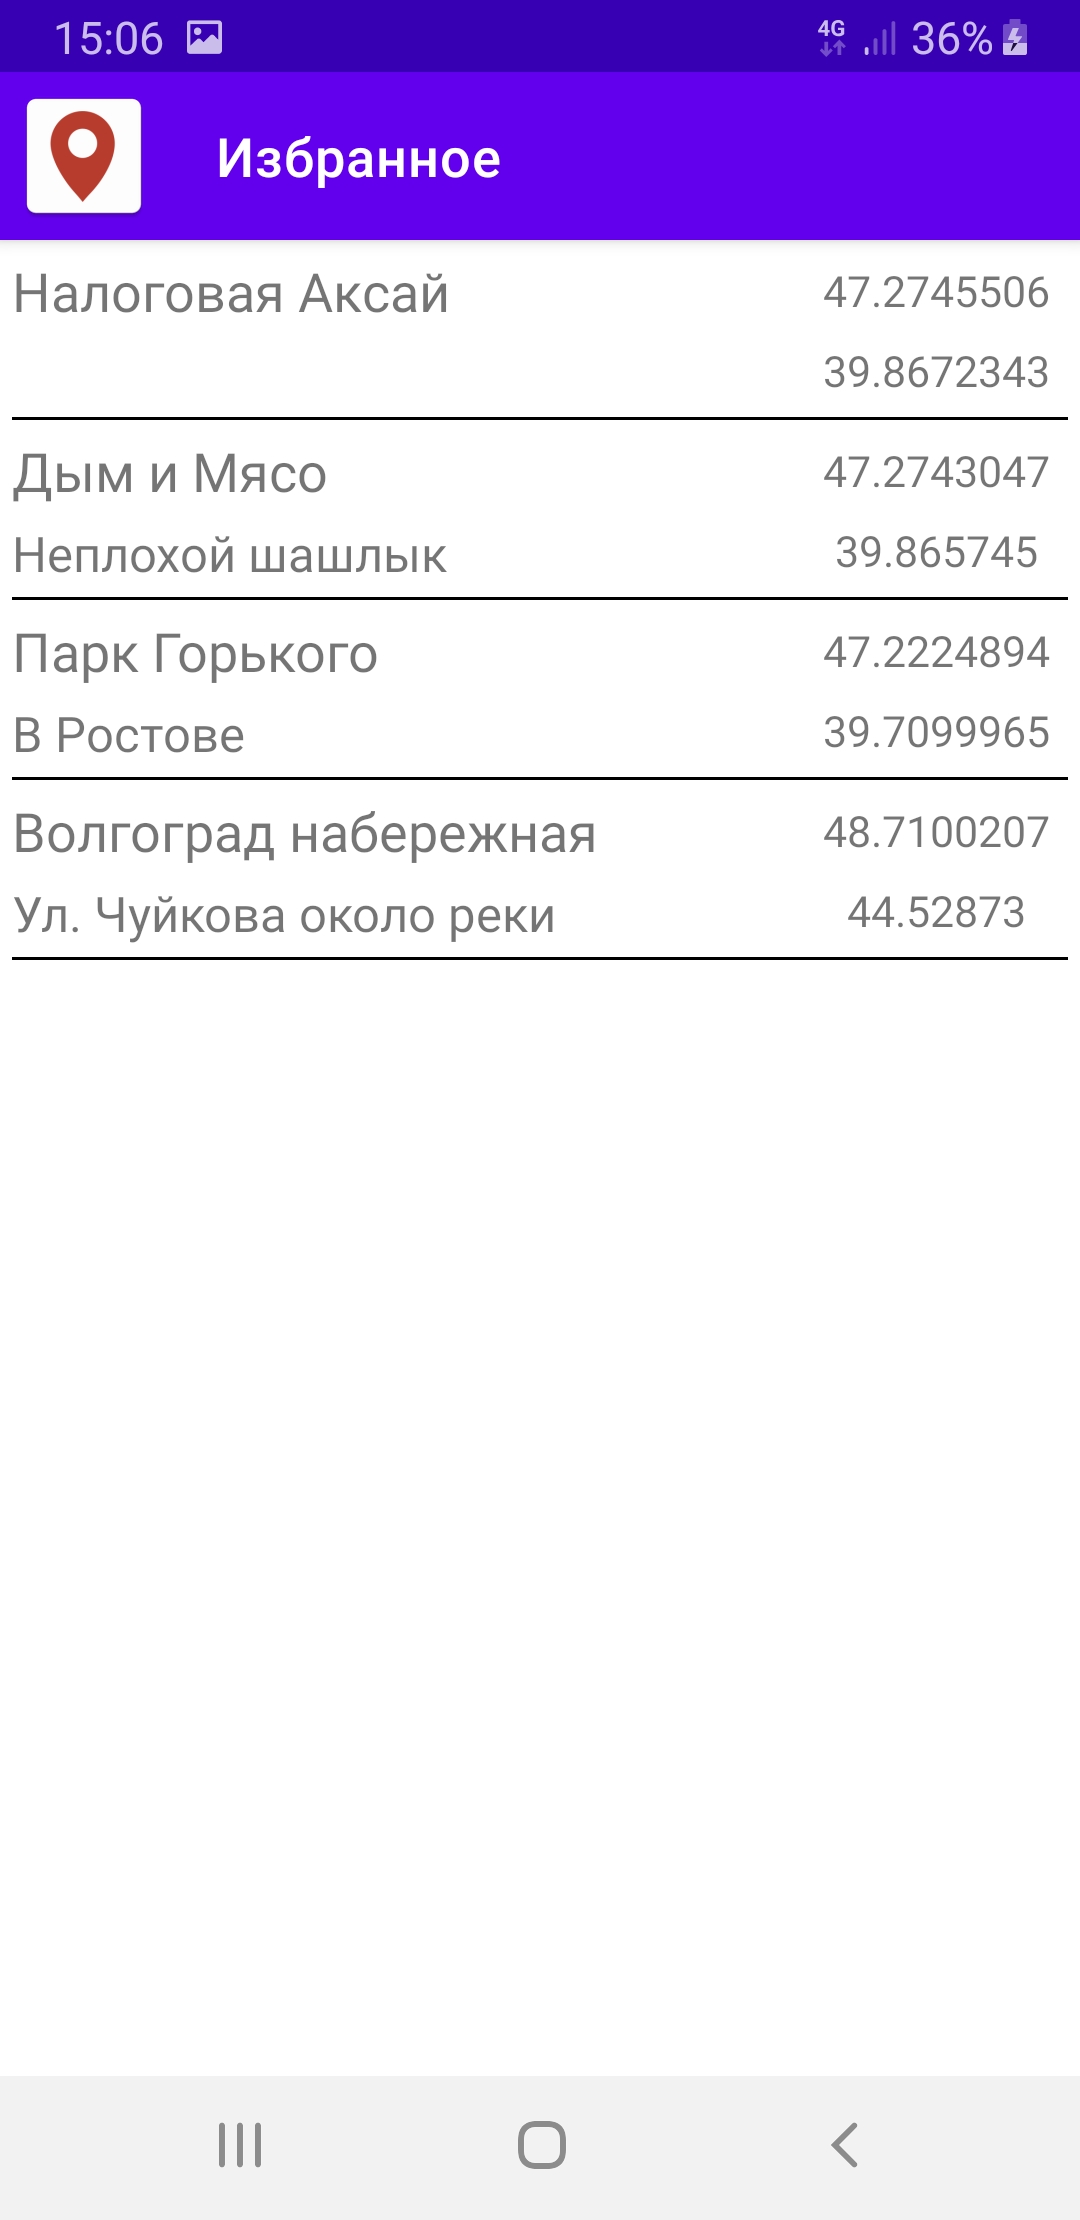 15:06 4G 36%
Избранное
Налоговая Аксай 47.2745506
39.8672343
Дым и Мясо 47.2743047
Неплохой шашлык 39.865745
Парк Горького 47.2224894
В Ростове 39.7099965
Волгоград набережная 48.7100207
Ул. Чуйкова около реки 44.52873